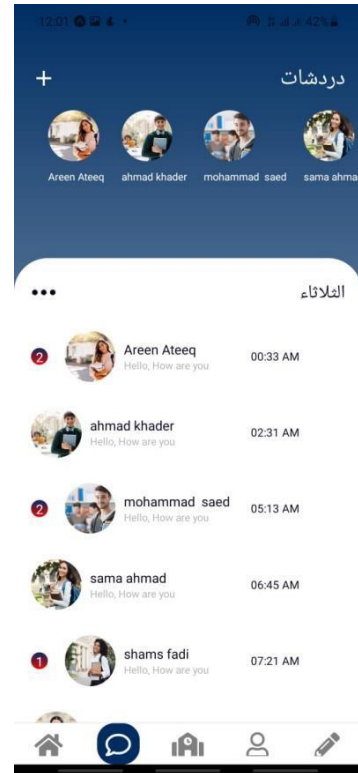 12:01
42%
دردشات
+
Areen Ateeq ahmad khader mohammad saed sama ahma
الثلاثاء
2 Areen Ateeq 00:33 AM
Hello, How are you
ahmad khader 02:31 AM
Hello, How are you
2 mohammad saed 05:13 AM
Hello, How are you
sama ahmad 06:45 AM
Hello, How are you
1 shams fadi 07:21 AM
Hello, How are you